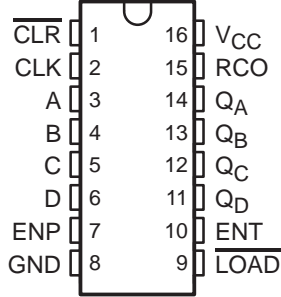 CLR 1 16 VCC
CLK 2 15 RCO
A 3 14 QA
B 4 13 QB
C 5 12 QC
D 6 11 QD
ENP 7 10 ENT
GND 8 9 LOAD